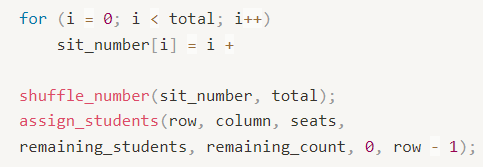 for (i = 0; i < total; i++)
sit_number[i] = i +
shuffle_number(sit_number, total);
assign_students(row, column, seats,
remaining_students, remaining_count, 0, row - 1);